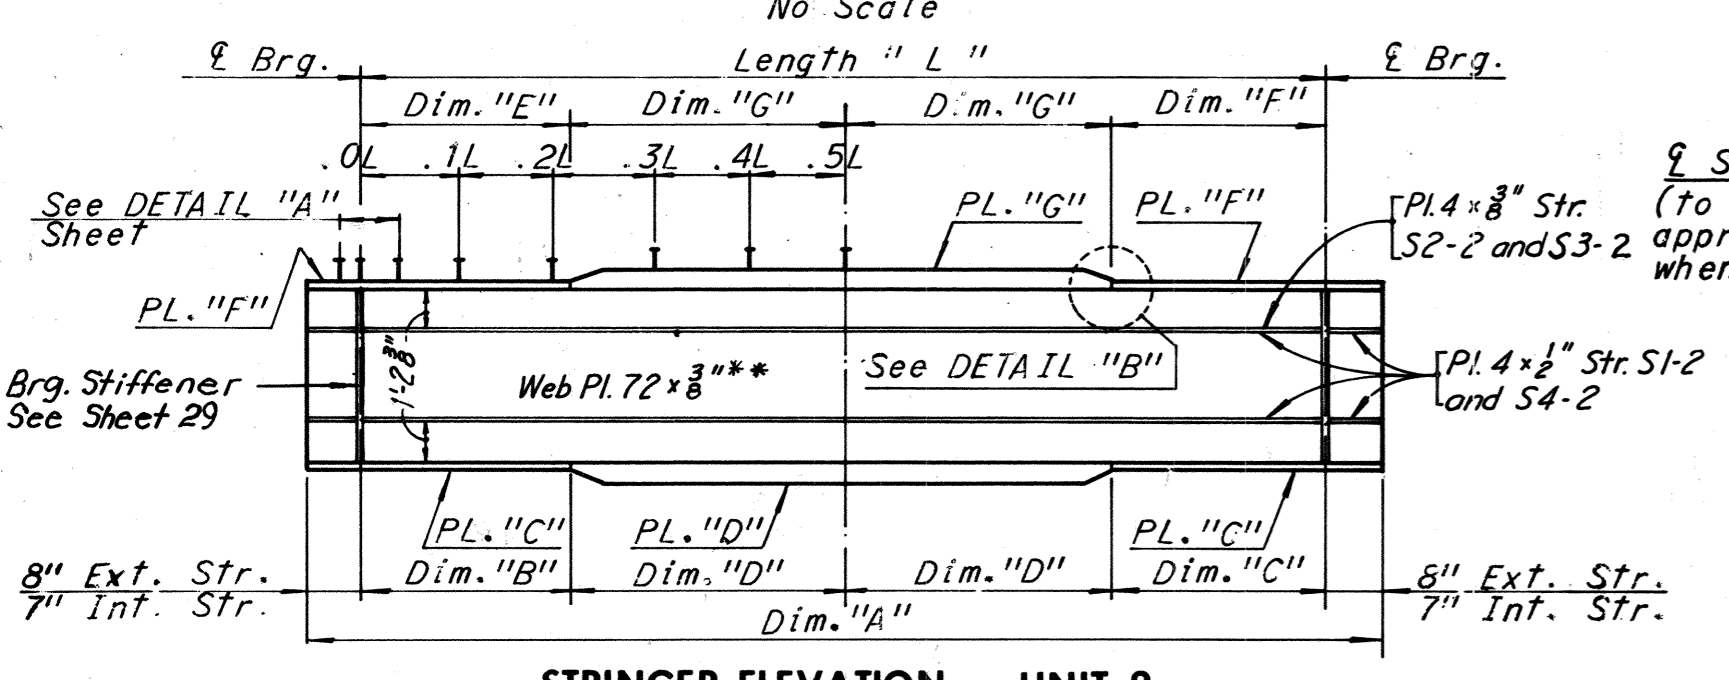 No Scale
℄ Brg.
Length " L "
℄ Brg.
Dim. "E"
Dim. "G"
Dim. "G"
Dim. "F"
.0L
.1L
.2L
.3L
.4L
.5L
See DETAIL "A"
Sheet
PL. "G"
PL. "F"
Pl. 4 x 3/8" Str.
S2-2 and S3-2
℄ S
(to
appr
when
PL. "F"
1'-2 3/8"
Brg. Stiffener
See Sheet 29
Web Pl. 72 x 3/8" **
See DETAIL "B"
Pl. 4 x 1/2" Str. S1-2
and S4-2
PL. "C"
PL. "D"
PL. "C"
8" Ext. Str.
7" Int. Str.
Dim. "B"
Dim. "D"
Dim. "D"
Dim. "C"
8" Ext. Str.
7" Int. Str.
Dim. "A"
STRINGER ELEVATION UNIT 2